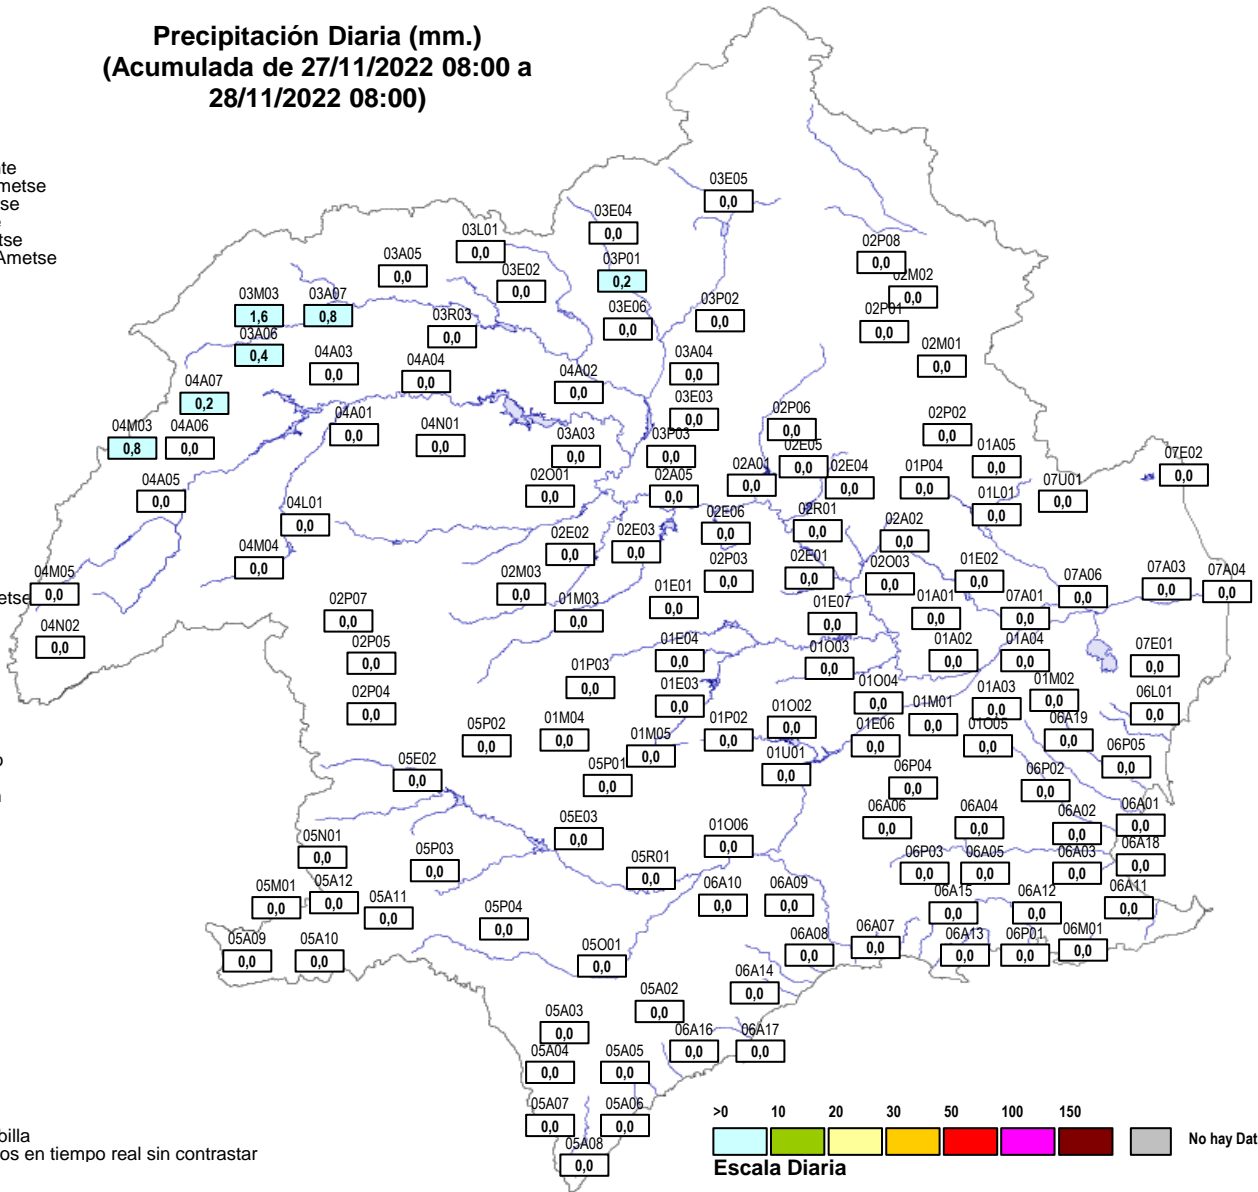 Precipitación Diaria (mm.)
(Acumulada de 27/11/2022 08:00 a
28/11/2022 08:00)
te
metse
se
tse
Ametse
03E05
0,0
03E04
0,0
03L01
0,0
03A05
0,0
03E02
0,0
03P01
0,2
02P08
0,0
02M02
0,0
03M03
1,6
03A07
0,8
03R03
0,0
03E06
0,0
03P02
0,0
02P01
0,0
03A06
0,4
04A03
0,0
04A04
0,0
04A02
0,0
03A04
0,0
02M01
0,0
04A07
0,2
04M03
0,8
04A06
0,0
04A01
0,0
04N01
0,0
03E03
0,0
03A03
0,0
03P03
0,0
02P06
0,0
02E05
0,0
02P02
0,0
01A05
0,0
07E02
0,0
04A05
0,0
02O01
0,0
02A05
0,0
02A01
0,0
02E04
0,0
01P04
0,0
07U01
0,0
01L01
0,0
04L01
0,0
02E06
0,0
02R01
0,0
02A02
0,0
04M04
0,0
02E02
0,0
02E03
0,0
04M05
0,0
etse
02M03
0,0
02P03
0,0
02E01
0,0
02O03
0,0
01E02
0,0
07A06
0,0
07A03
0,0
07A04
0,0
04N02
0,0
02P07
0,0
01M03
0,0
01E01
0,0
01E07
0,0
01A01
0,0
07A01
0,0
02P05
0,0
01E04
0,0
01O03
0,0
01A02
0,0
01A04
0,0
07E01
0,0
02P04
0,0
01P03
0,0
01E03
0,0
01O04
0,0
01A03
0,0
01M02
0,0
06L01
0,0
05P02
0,0
01M04
0,0
01M05
0,0
01P02
0,0
01O02
0,0
01E06
0,0
01M01
0,0
01O05
0,0
06A19
0,0
06P05
0,0
05E02
0,0
05P01
0,0
01U01
0,0
06P04
0,0
06P02
0,0
05E03
0,0
01O06
0,0
06A06
0,0
06A04
0,0
06A02
0,0
06A01
0,0
05N01
0,0
05P03
0,0
05R01
0,0
06P03
0,0
06A05
0,0
06A03
0,0
06A18
0,0
05M01
0,0
05A12
0,0
05A11
0,0
05P04
0,0
06A10
0,0
06A09
0,0
06A15
0,0
06A12
0,0
06A11
0,0
05A09
0,0
05A10
0,0
05O01
0,0
06A08
0,0
06A07
0,0
06A13
0,0
06P01
0,0
06M01
0,0
06A14
0,0
05A02
0,0
05A03
0,0
06A16
0,0
06A17
0,0
05A04
0,0
05A05
0,0
05A07
0,0
05A06
0,0
05A08
0,0
billa
os en tiempo real sin contrastar
>0 10 20 30 50 100 150
No hay Dat
Escala Diaria